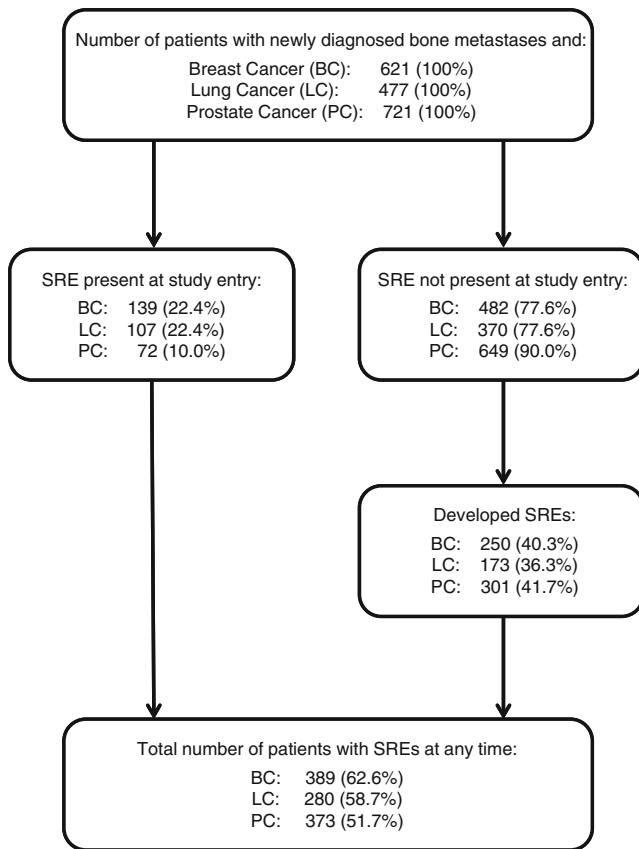 Number of patients with newly diagnosed bone metastases and:
Breast Cancer (BC): 621 (100%)
Lung Cancer (LC): 477 (100%)
Prostate Cancer (PC): 721 (100%)
SRE present at study entry:
BC: 139 (22.4%)
LC: 107 (22.4%)
PC: 72 (10.0%)
SRE not present at study entry:
BC: 482 (77.6%)
LC: 370 (77.6%)
PC: 649 (90.0%)
Developed SREs:
BC: 250 (40.3%)
LC: 173 (36.3%)
PC: 301 (41.7%)
Total number of patients with SREs at any time:
BC: 389 (62.6%)
LC: 280 (58.7%)
PC: 373 (51.7%)